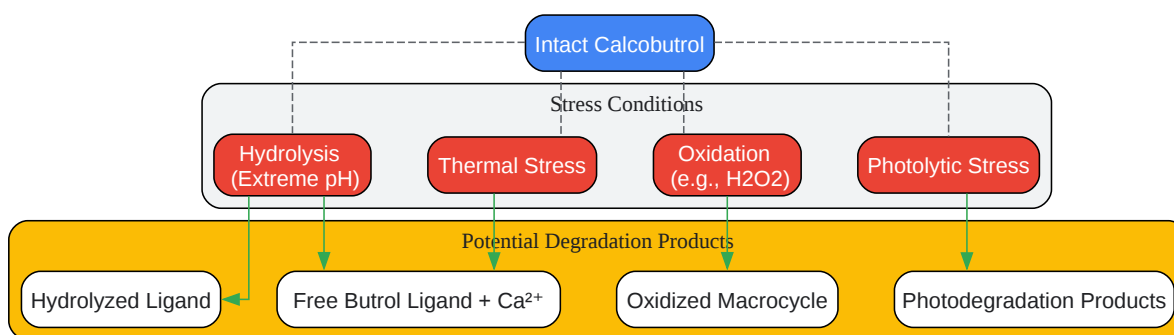 Intact Calcobutrol
Stress Conditions
Hydrolysis
(Extreme pH)
Thermal Stress
Oxidation
(e.g., H2O2)
Photolytic Stress
Potential Degradation Products
Hydrolyzed Ligand
Free Butrol Ligand + Ca²⁺
Oxidized Macrocycle
Photodegradation Products